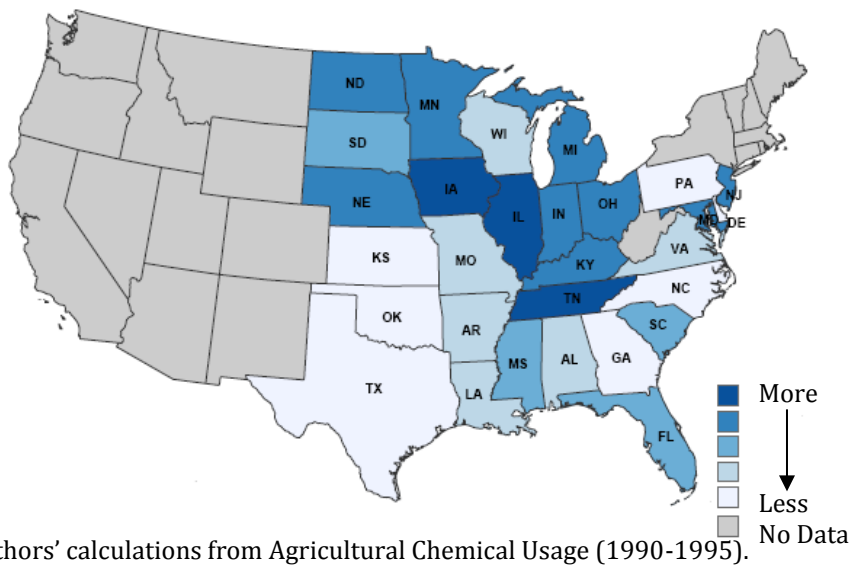 ND
MN
SD
WI
MI
IA
NE
IL
IN
OH
PA
NJ
MD
DE
KS
MO
KY
VA
OK
AR
TN
NC
SC
TX
LA
MS
AL
GA
FL
More
Less
No Data
thors’ calculations from Agricultural Chemical Usage (1990-1995).